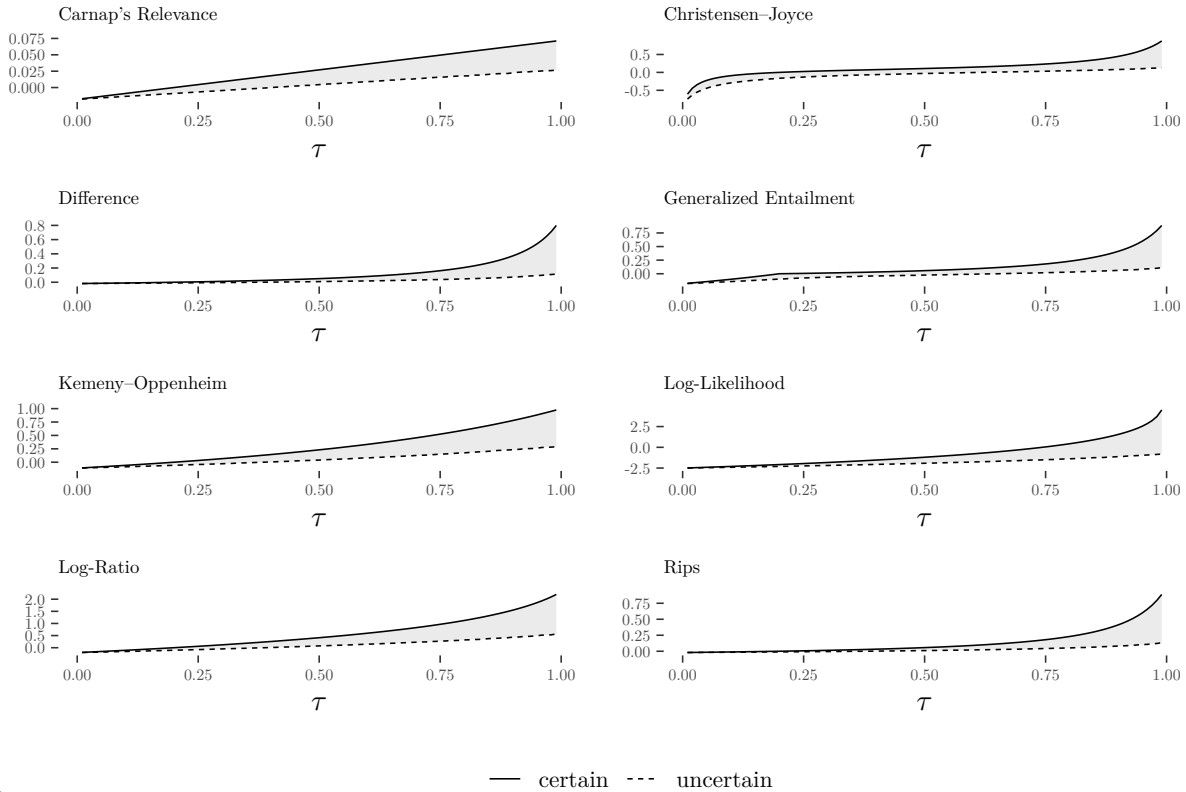 Carnap's Relevance
0.075
0.050
0.025
0.000
0.00 0.25 0.50 0.75 1.00
τ
Christensen–Joyce
0.5
0.0
-0.5
0.00 0.25 0.50 0.75 1.00
τ
Difference
0.8
0.6
0.4
0.2
0.0
0.00 0.25 0.50 0.75 1.00
τ
Generalized Entailment
0.75
0.50
0.25
0.00
0.00 0.25 0.50 0.75 1.00
τ
Kemeny–Oppenheim
1.00
0.75
0.50
0.25
0.00
0.00 0.25 0.50 0.75 1.00
τ
Log-Likelihood
2.5
0.0
-2.5
0.00 0.25 0.50 0.75 1.00
τ
Log-Ratio
2.0
1.5
1.0
0.5
0.0
0.00 0.25 0.50 0.75 1.00
τ
Rips
0.75
0.50
0.25
0.00
0.00 0.25 0.50 0.75 1.00
τ
certain uncertain